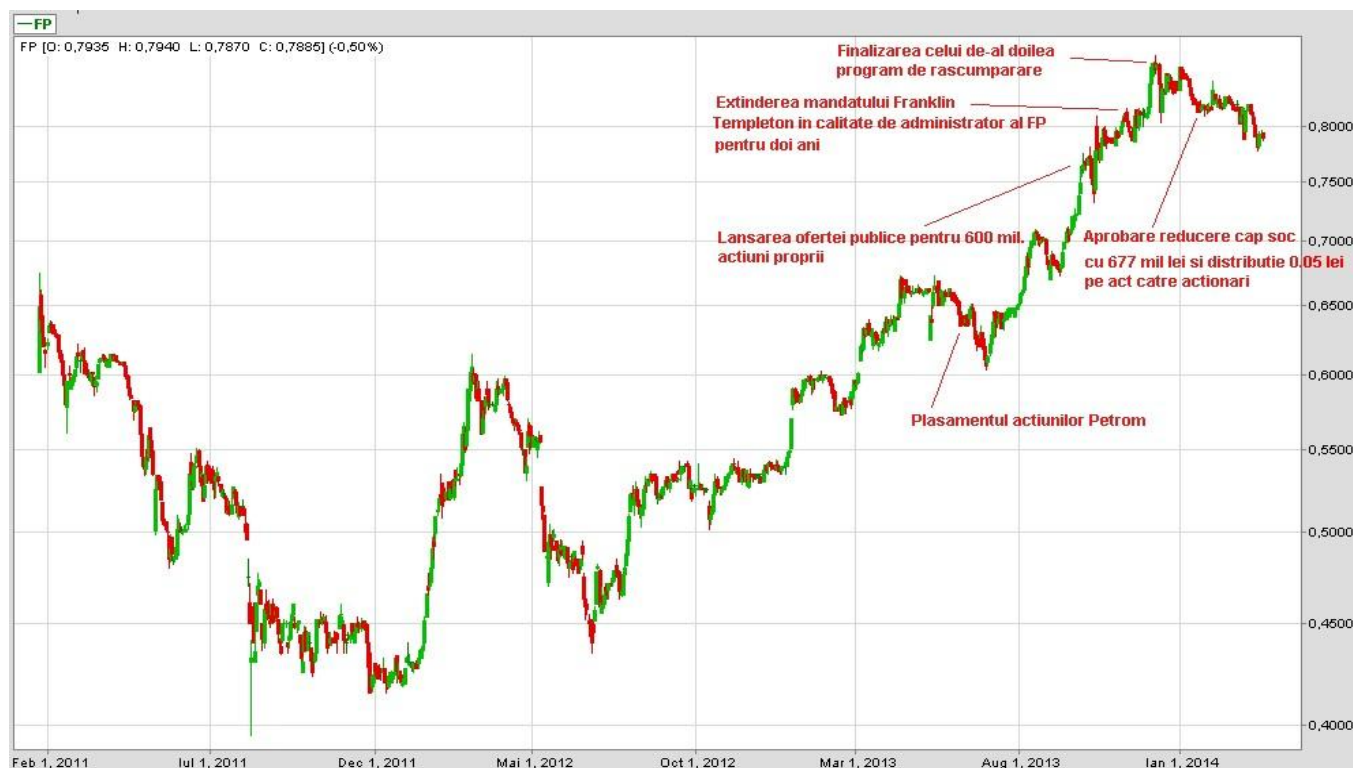 FP
FP [O: 0,7935 H: 0,7940 L: 0,7870 C: 0,7885] (-0,50%)
Finalizarea celui de-al doilea
program de rascumparare
Extinderea mandatului Franklin
Templeton in calitate de administrator al FP
pentru doi ani
Lansarea ofertei publice pentru 600 mil.
actiuni proprii
Aprobare reducere cap soc
cu 677 mil lei si distributie 0.05 lei
pe act catre actionari
Plasamentul actiunilor Petrom
0,8000
0,7500
0,7000
0,6500
0,6000
0,5500
0,5000
0,4500
0,4000
Feb 1, 2011 Iul 1, 2011 Dec 1, 2011 Mai 1, 2012 Oct 1, 2012 Mar 1, 2013 Aug 1, 2013 Ian 1, 2014